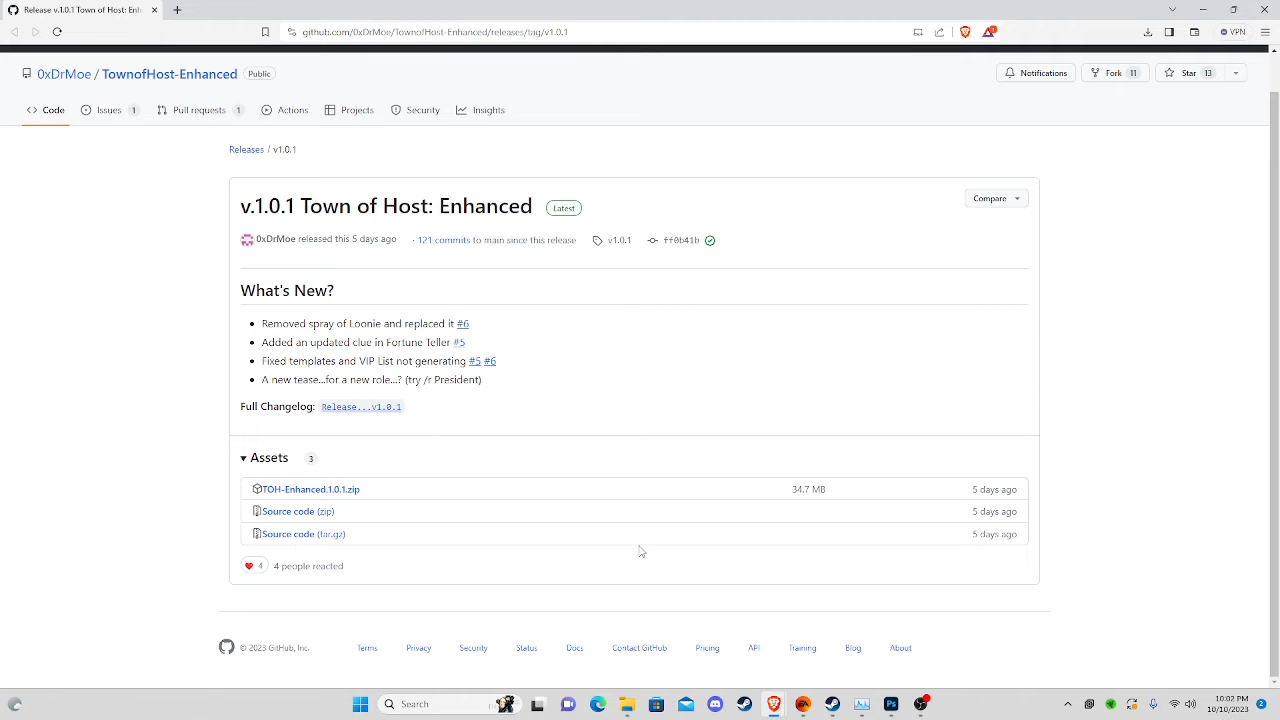 Release v.1.0.1 Town of Host: Enh
github.com/0xDrMoe/TownofHost-Enhanced/releases/tag/v1.0.1
VPN
0xDrMoe / TownofHost-Enhanced Public
Notifications
Fork 11
Star 13
Code
Issues 1
Pull requests 1
Actions
Projects
Security
Insights
Releases / v1.0.1
v.1.0.1 Town of Host: Enhanced Latest
Compare
0xDrMoe released this 5 days ago · 121 commits to main since this release v1.0.1 ff0b41b
What's New?
Removed spray of Loonie and replaced it #6
Added an updated clue in Fortune Teller #5
Fixed templates and VIP List not generating #5 #6
A new tease...for a new role...? (try /r President)
Full Changelog: Release...v1.0.1
Assets 3
TOH-Enhanced.1.0.1.zip 34.7 MB 5 days ago
Source code (zip) 5 days ago
Source code (tar.gz) 5 days ago
4 4 people reacted
© 2023 GitHub, Inc. Terms Privacy Security Status Docs Contact GitHub Pricing API Training Blog About
Search
Ps
10:02 PM
10/10/2023
2